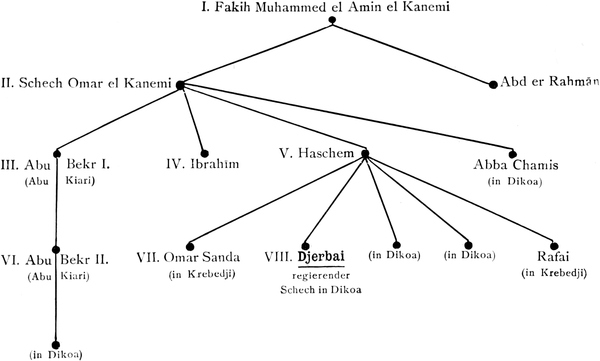 I. Fakih Muhammed el Amin el Kanemi
II. Schech Omar el Kanemi
Abd er Rahmān
III. Abu Bekr I.
(Abu Kiari)
IV. Ibrahim
V. Haschem
Abba Chamis
(in Dikoa)
VI. Abu Bekr II.
(Abu Kiari)
VII. Omar Sanda
(in Krebedji)
VIII. Djerbai
regierender
Schech in Dikoa
(in Dikoa)
(in Dikoa)
Rafai
(in Krebedji)
(in Dikoa)